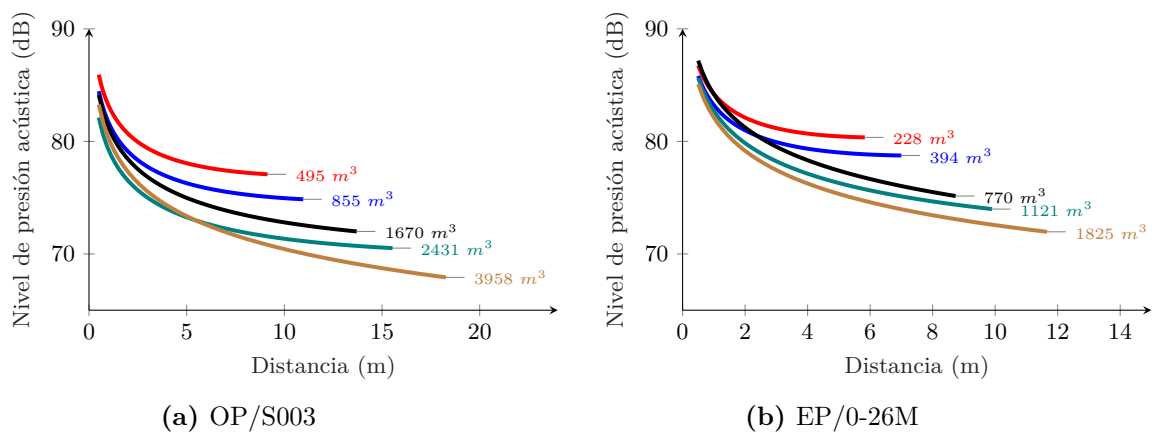 Nivel de presión acústica (dB)
90
80
70
0
5
10
15
20
495 m³
855 m³
1670 m³
2431 m³
3958 m³
Distancia (m)
(a) OP/S003
Nivel de presión acústica (dB)
90
80
70
0
2
4
6
8
10
12
14
228 m³
394 m³
770 m³
1121 m³
1825 m³
Distancia (m)
(b) EP/0-26M